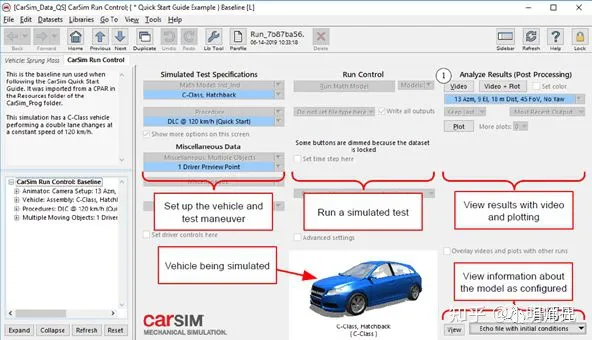 [CarSim_Data_QS] CarSim Run Control; { * Quick Start Guide Example } Baseline [L]
File Edit Datasets Libraries Go To View Tools Help
Back Forward Home Previous Next Duplicate Undo Redo Lib Tool Parsfile
Run_7b87ba56.
06-14-2019 10:33:18
Sidebar Refresh Help Lock
Vehicle: Sprung Mass CarSim Run Control
This is the baseline run used when
following the CarSim Quick Start
Guide. It was imported from a CPAR in
the Resources folder of the
CarSim_Prog folder.
This simulation has a C-Class vehicle
performing a double lane changes at a
constant speed of 120 km/h.
CarSim Run Control: Baseline
Animator: Camera Setup: 13 Azm,
Vehicle: Assembly: C-Class, Hatchback
Procedures: DLC @ 120 km/h (Quick
Multiple Moving Objects: 1 Driver
Expand Collapse Refresh Reset
Simulated Test Specifications
Math Model: Ind_Ind
C-Class, Hatchback
Procedure
DLC @ 120 km/h (Quick Start)
Show more options on this screen
Miscellaneous Data
Miscellaneous: Multiple Objects
1 Driver Preview Point
Set up the vehicle and
test maneuver
Set driver controls here
Vehicle being simulated
CarSIM
MECHANICAL SIMULATION.
Run Control
Run Math Model Models
Do not set file type here Write all outputs
Some buttons are dimmed because the dataset
is locked
Set time step here
Run a simulated test
Advanced settings
C-Class, Hatchback
{ C-Class }
1 Analyze Results (Post Processing)
Video Video + Plot Set color
13 Azm, 9 El, 18 m Dist, 45 FoV, No Yaw
Keep Last Most Recent Output
Plot More plots: 0
View results with video
and plotting
Overlay videos and plots with other runs
View information about
the model as configured
View Echo file with initial conditions
知乎